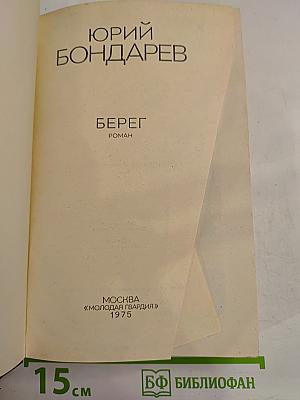 ЮРИЙ
БОНДАРЕВ
БЕРЕГ
РОМАН
МОСКВА
«МОЛОДАЯ ГВАРДИЯ»
1975
15 см
БФ БИБЛИОФАН